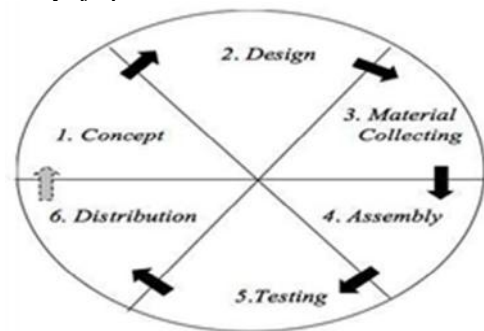 2. Design
3. Material
Collecting
1. Concept
6. Distribution
4. Assembly
5.Testing